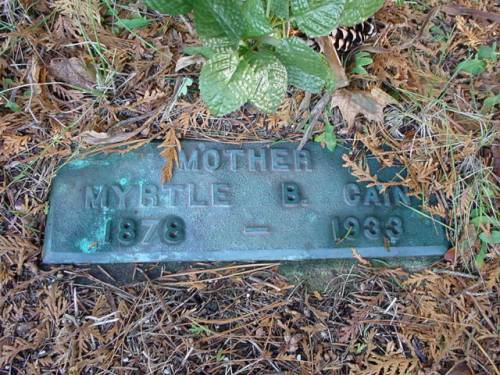 MOTHER
MYRTLE B. CAIN
1878 — 1933